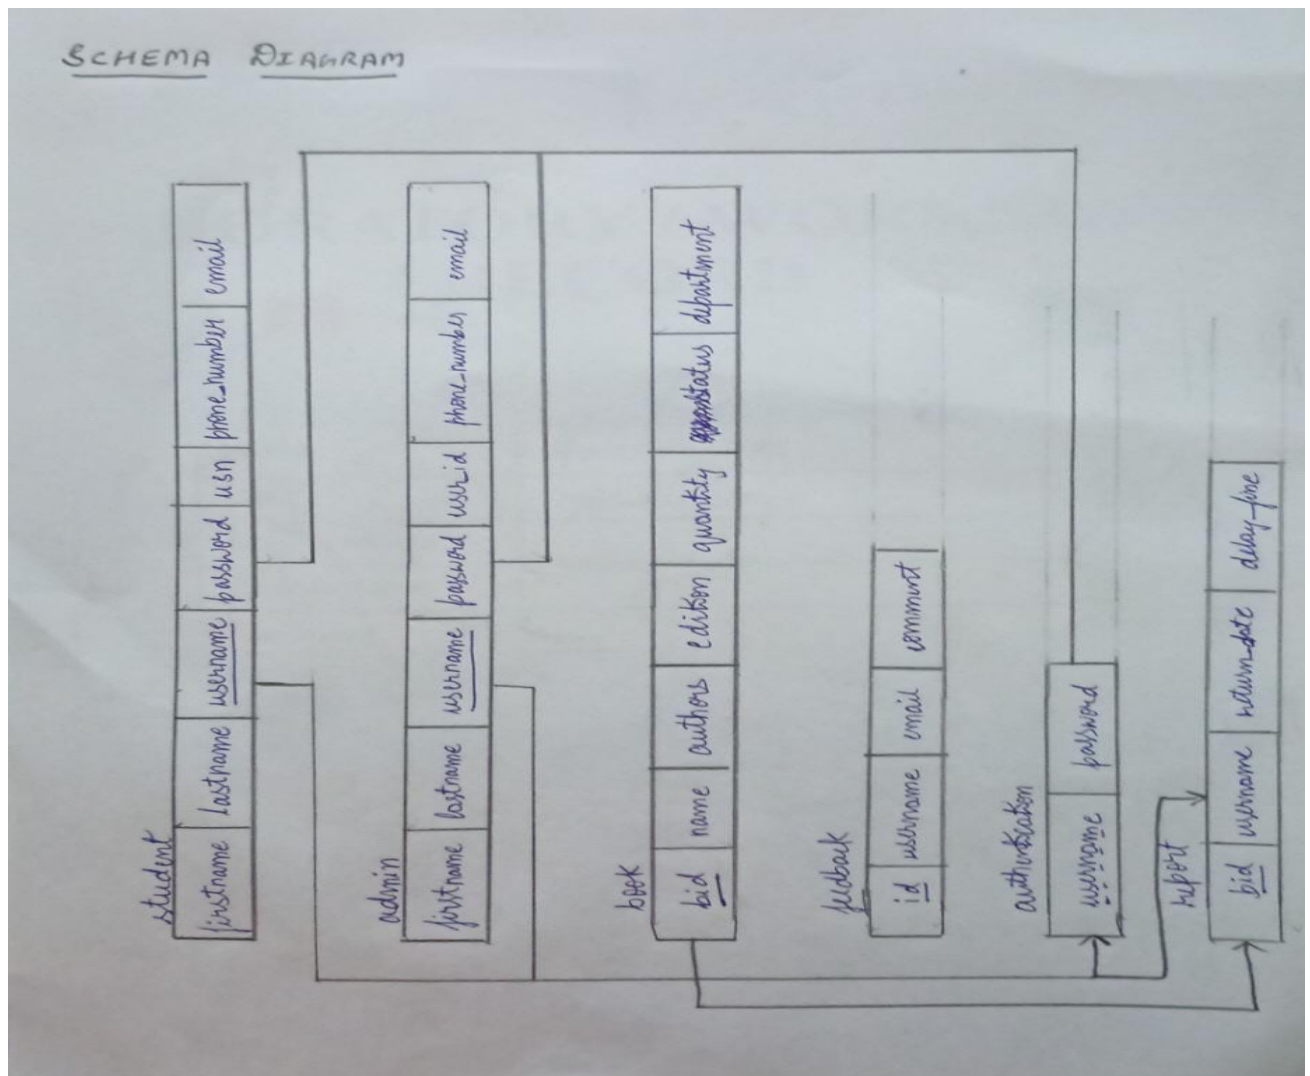 SCHEMA DIAGRAM
student
firstname lastname username password usn phone_number email
admin
firstname lastname username password user_id phone_number email
book
bid name authors edition quantity status department
feedback
id username email comment
authentication
username password
report
bid username return_date delay_fine